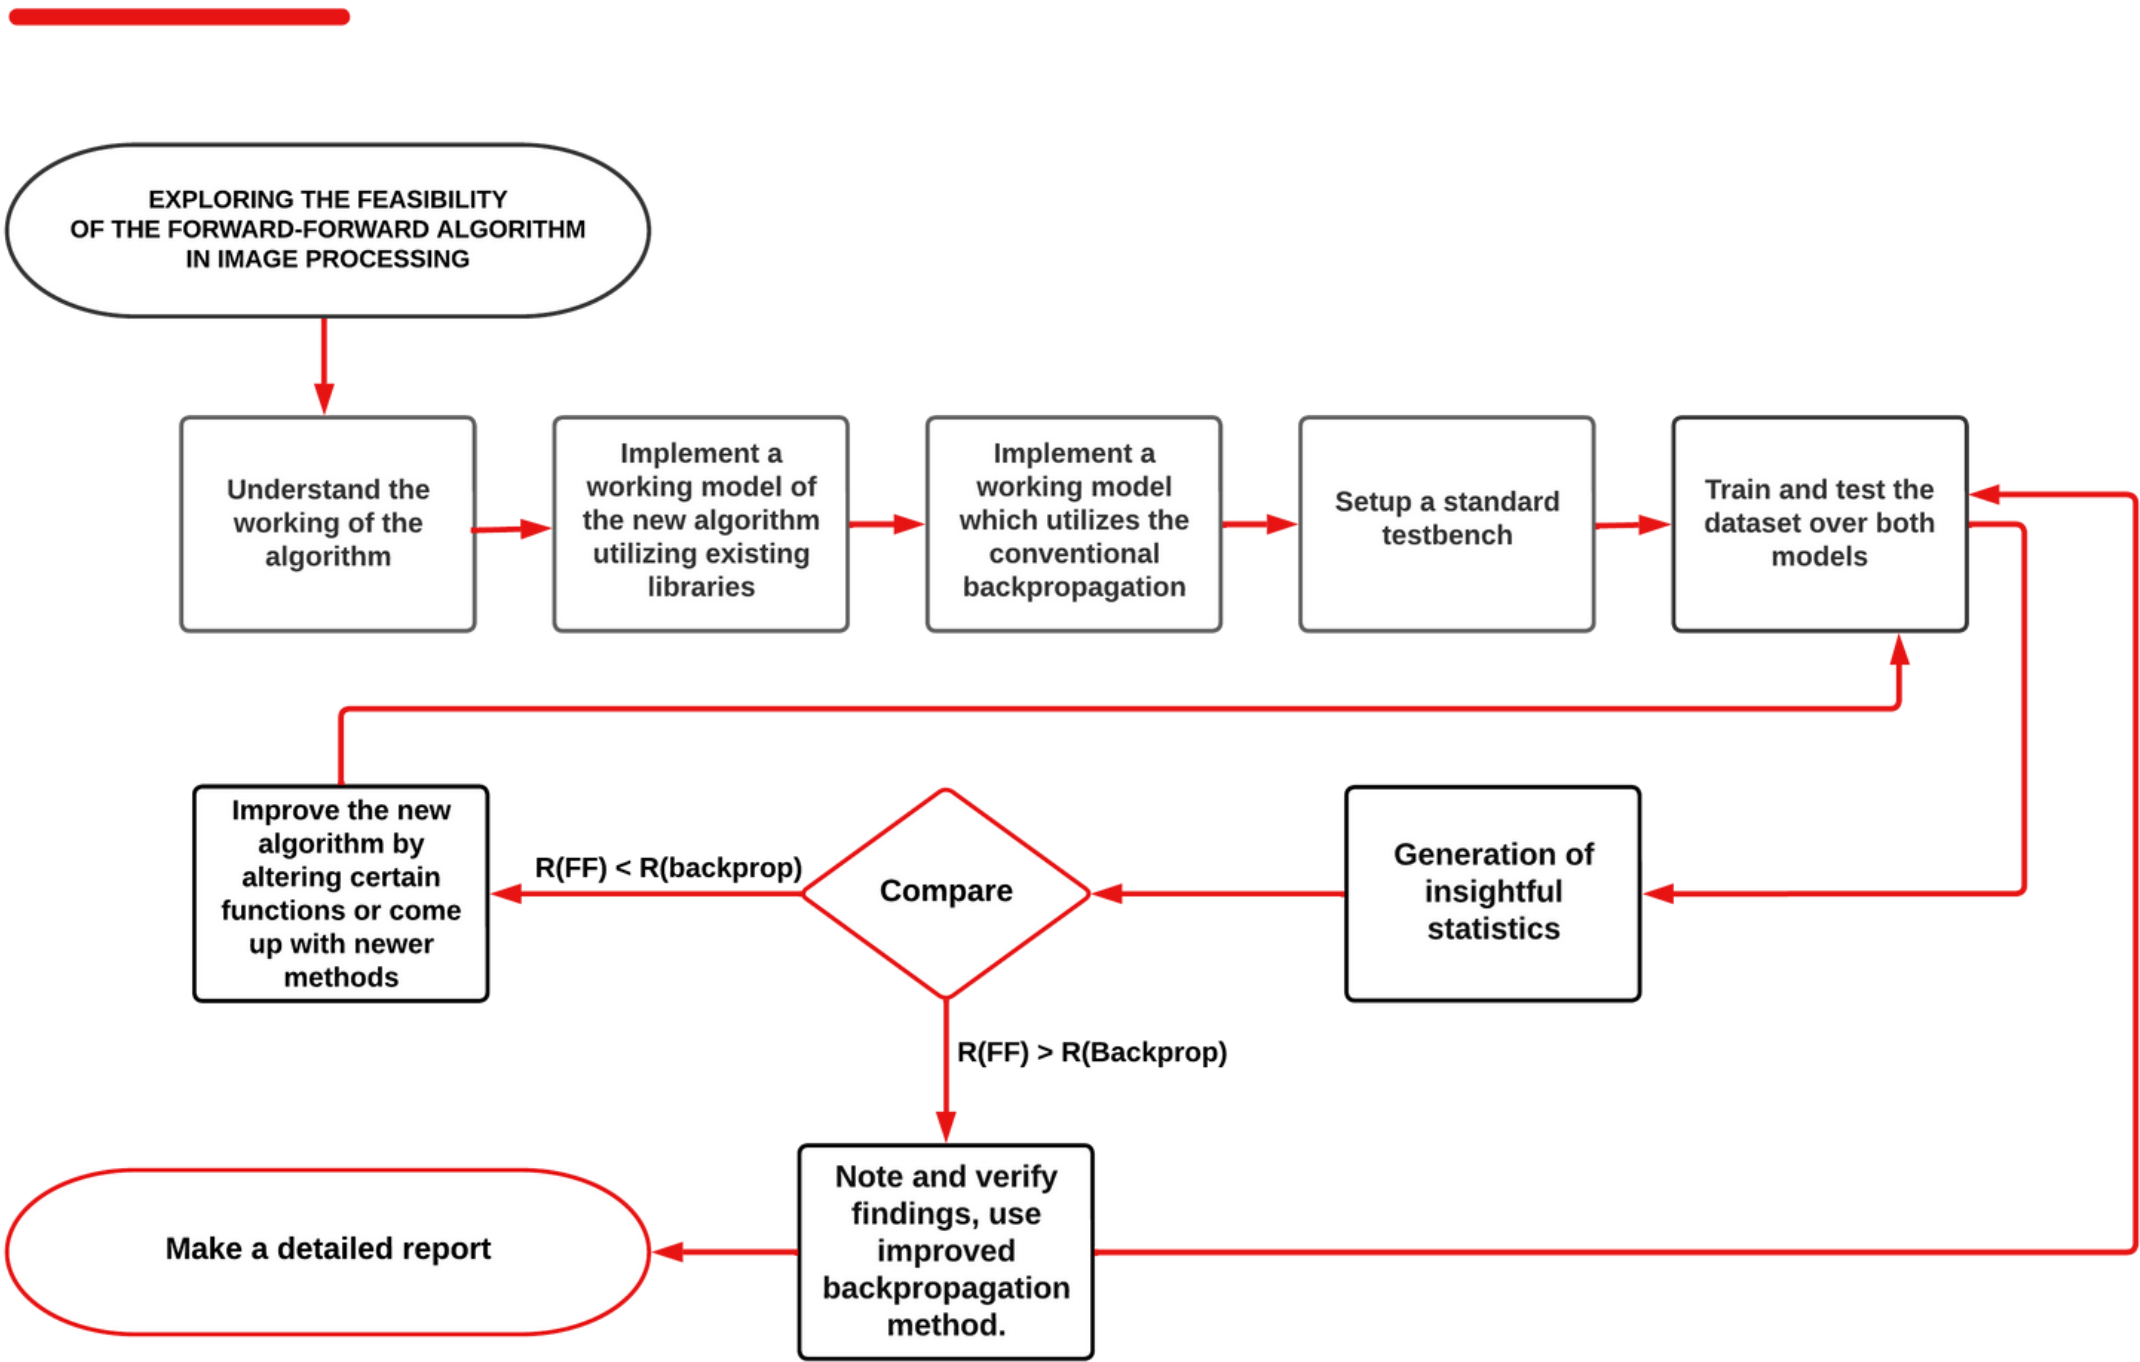 EXPLORING THE FEASIBILITY
OF THE FORWARD-FORWARD ALGORITHM
IN IMAGE PROCESSING
Understand the
working of the
algorithm
Implement a
working model of
the new algorithm
utilizing existing
libraries
Implement a
working model
which utilizes the
conventional
backpropagation
Setup a standard
testbench
Train and test the
dataset over both
models
Improve the new
algorithm by
altering certain
functions or come
up with newer
methods
R(FF) < R(backprop)
Compare
Generation of
insightful
statistics
R(FF) > R(Backprop)
Make a detailed report
Note and verify
findings, use
improved
backpropagation
method.